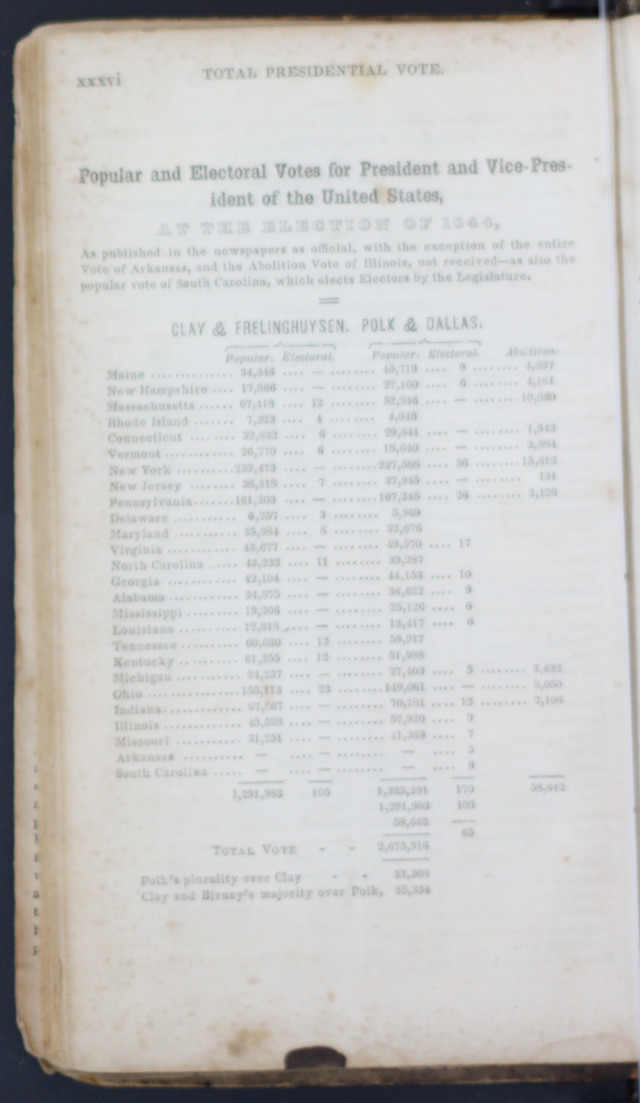 xxxvi TOTAL PRESIDENTIAL VOTE.
Popular and Electoral Votes for President and Vice-Pres-
ident of the United States,
AT THE ELECTION OF 1844,
As published in the newspapers as official, with the exception of the entire
Vote of Arkansas, and the Abolition Vote of Illinois, not received—as also the
popular vote of South Carolina, which elects Electors by the Legislature.
CLAY & FRELINGHUYSEN. POLK & DALLAS.
Popular. Electoral. Popular. Electoral. Abolition.
Maine ............ 34,346 .... — ........ 45,719 .... 9 ........ 4,837
New Hampshire .... 17,866 .... — ........ 27,160 .... 6 ........ 4,161
Massachusetts ...... 67,418 .... 12 ........ 52,846 .... — ........ 10,860
Rhode Island ....... 7,323 .... 4 ........ 4,848
Connecticut ........ 32,832 .... 6 ........ 29,841 .... — ........ 1,943
Vermont ........... 26,770 .... 6 ........ 18,040 .... — ........ 3,954
New York ......... 232,473 .... — ........ 237,588 .... 36 ........ 15,812
New Jersey ........ 38,318 .... 7 ........ 37,945 .... — ........ 131
Pennsylvania ....... 161,203 .... — ........ 167,245 .... 26 ........ 3,126
Delaware .......... 6,257 .... 3 ........ 5,969
Maryland .......... 35,984 .... 8 ........ 32,676
Virginia ........... 43,677 .... — ........ 49,570 .... 17
North Carolina ..... 43,232 .... 11 ........ 39,287
Georgia ........... 42,104 .... — ........ 44,153 .... 10
Alabama .......... 24,875 .... — ........ 36,632 .... 9
Mississippi ........ 19,206 .... — ........ 25,126 .... 6
Louisiana ......... 12,818 .... — ........ 13,417 .... 6
Tennessee ......... 60,030 .... 13 ........ 59,917
Kentucky ......... 61,255 .... 12 ........ 51,988
Michigan .......... 24,237 .... — ........ 27,403 .... 5 ........ 3,632
Ohio .............. 155,113 .... 23 ........ 149,061 .... — ........ 8,050
Indiana ............ 67,867 .... — ........ 70,181 .... 12 ........ 2,106
Illinois ............ 45,528 .... — ........ 57,920 .... 9
Missouri .......... 31,251 .... — ........ 41,369 .... 7
Arkansas .......... — .... — ........ — .... 3
South Carolina ..... — .... — ........ — .... 9
1,291,983 105 1,325,291 170 58,642
1,291,983 105
58,642
65
TOTAL VOTE - - 2,675,916
Polk's plurality over Clay - - 33,308
Clay and Birney's majority over Polk, 25,334